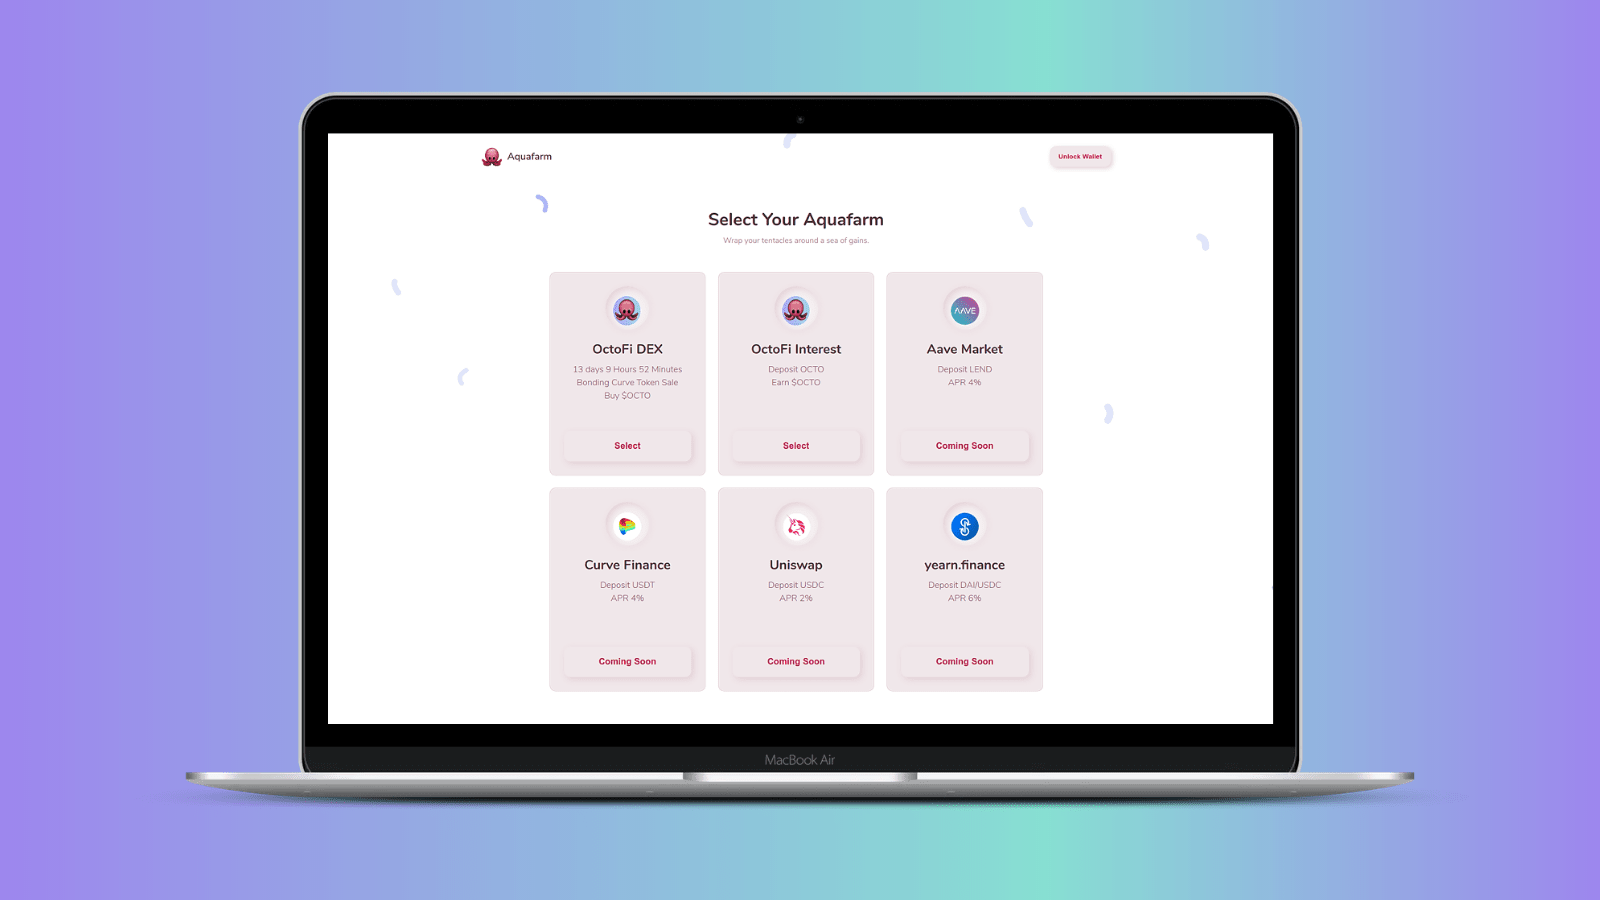 Aquafarm
Unlock Wallet
Select Your Aquafarm
Wrap your tentacles around a sea of gains.
OctoFi DEX
13 days 9 Hours 52 Minutes
Bonding Curve Token Sale
Buy $OCTO
Select
OctoFi Interest
Deposit OCTO
Earn $OCTO
Select
AAVE
Aave Market
Deposit LEND
APR 4%
Coming Soon
Curve Finance
Deposit USDT
APR 4%
Coming Soon
Uniswap
Deposit USDC
APR 2%
Coming Soon
yearn.finance
Deposit DAI/USDC
APR 6%
Coming Soon
MacBook Air